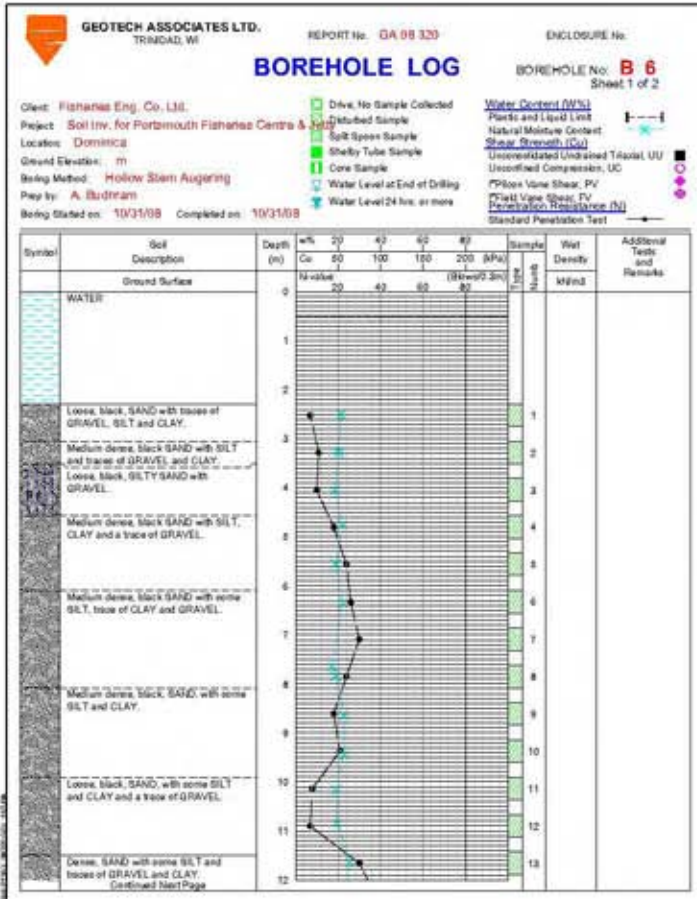 GEOTECH ASSOCIATES LTD.
TRINIDAD, WI
REPORT No. GA 98 320
ENCLOSURE No.
BOREHOLE LOG
BOREHOLE No: B 6
Sheet 1 of 2
Client: Fisheries Eng. Co. Ltd.
Project: Soil Inv. for Portsmouth Fisheries Centre & Jetty
Location: Dominica
Ground Elevation: m
Boring Method: Hollow Stem Augering
Prep by: A. Budhram
Boring Started on: 10/31/98 Completed on: 10/31/98
Drive, No Sample Collected
Disturbed Sample
Split Spoon Sample
Shelby Tube Sample
Core Sample
Water Level at End of Drilling
Water Level 24 hrs. or more
Water Content (W%)
Plastic and Liquid Limit
Natural Moisture Content
Shear Strength (Cu)
Unconsolidated Undrained Triaxial, UU
Unconfined Compression, UC
Pilcon Vane Shear, PV
Field Vane Shear, FV
Penetration Resistance (N)
Standard Penetration Test
Symbol
Soil Description
Depth (m)
w% 20 40 60 80
Cu 50 100 150 200 (kPa)
N-value (Blows/0.3m)
20 40 60 80
Sample
Type
Numb
Wet Density
kN/m3
Additional Tests and Remarks
Ground Surface
0
WATER
1
2
Loose, black, SAND with traces of
GRAVEL, SILT and CLAY.
1
3
Medium dense, black SAND with SILT
and traces of GRAVEL and CLAY.
2
Loose, black, SILTY SAND with
GRAVEL.
4
3
Medium dense, black SAND with SILT,
CLAY and a trace of GRAVEL.
4
5
5
6
Medium dense, black SAND with some
SILT, trace of CLAY and GRAVEL.
6
7
7
8
8
Medium dense, black, SAND, with some
SILT and CLAY.
9
9
10
10
Loose, black, SAND, with some SILT
and CLAY and a trace of GRAVEL.
11
11
12
Dense, SAND with some SILT and
traces of GRAVEL and CLAY.
Continued Next Page
13
12